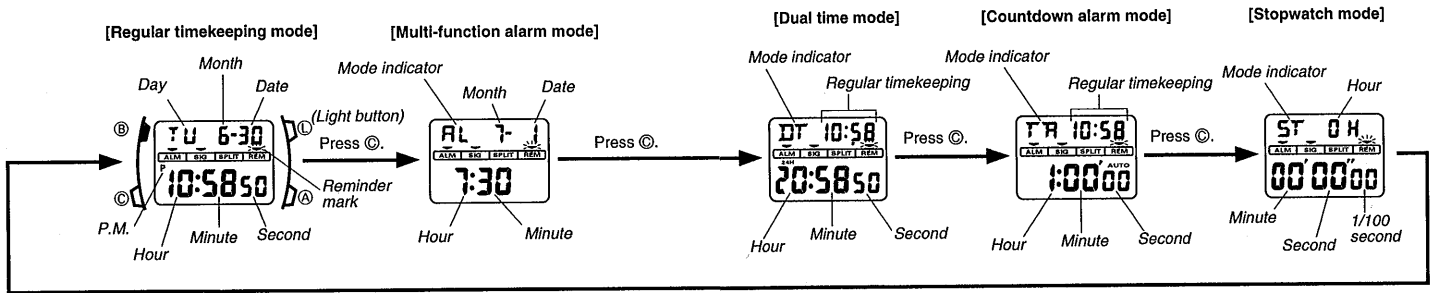 [Regular timekeeping mode]
Month
Day
Date
Ⓑ
Ⓛ
(Light button)
TU 6-30
ALM SIG SPLIT REM
P
10:58 50
Ⓒ
Ⓐ
Reminder
mark
P.M.
Hour
Minute
Second
Press Ⓒ.
[Multi-function alarm mode]
Mode indicator
Month
Date
AL 7- 1
ALM SIG SPLIT REM
7:30
Hour
Minute
Press Ⓒ.
[Dual time mode]
Mode indicator
Regular timekeeping
DT 10:58
P
ALM SIG SPLIT REM
24H
20:58 50
Hour
Minute
Second
Press Ⓒ.
[Countdown alarm mode]
Mode indicator
Regular timekeeping
TR 10:58
P
ALM SIG SPLIT REM
AUTO
1:00'00
Hour
Minute
Second
Press Ⓒ.
[Stopwatch mode]
Mode indicator
Hour
ST 0H
ALM SIG SPLIT REM
00'00"00
Minute
Second
1/100
second